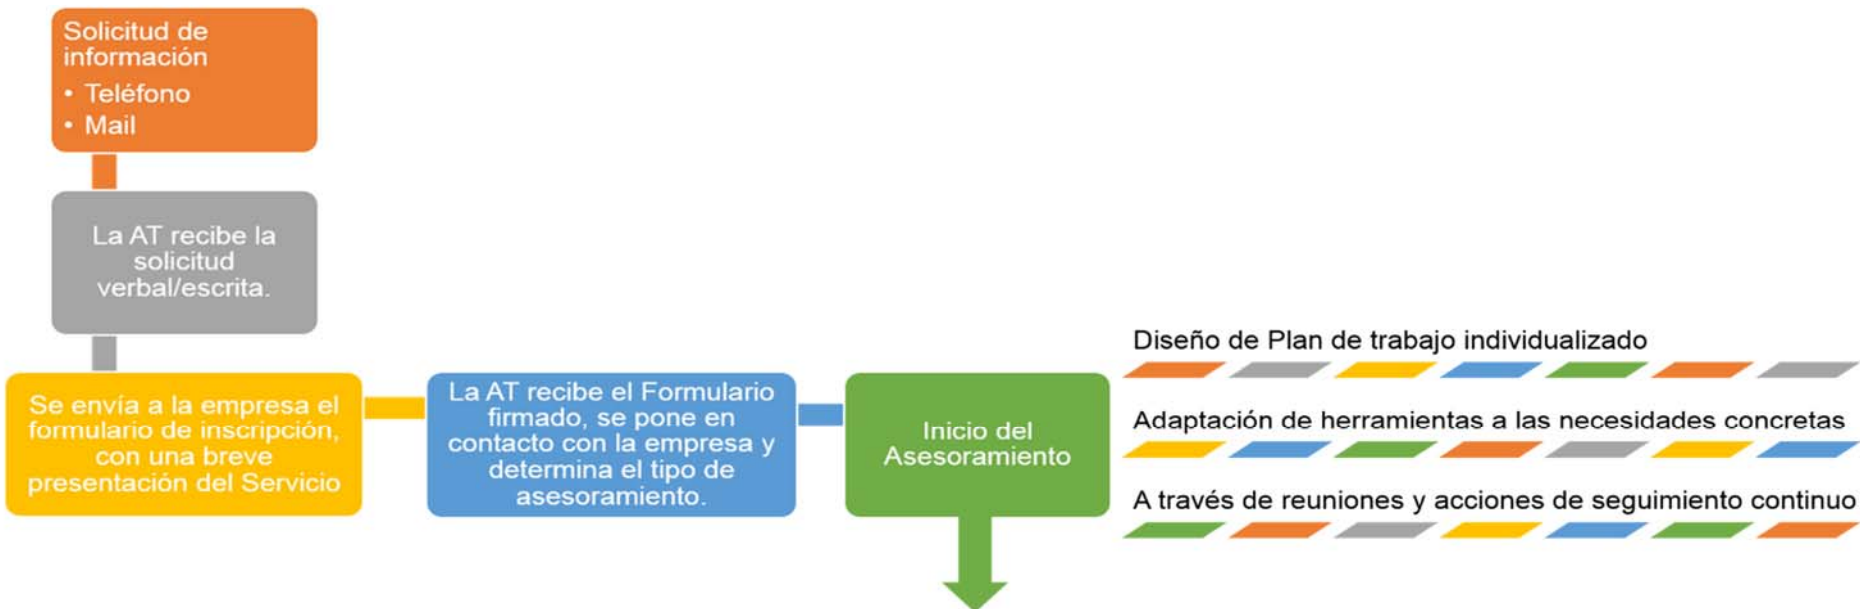 Solicitud de
información
• Teléfono
• Mail
La AT recibe la
solicitud
verbal/escrita.
Se envía a la empresa el
formulario de inscripción,
con una breve
presentación del Servicio
La AT recibe el Formulario
firmado, se pone en
contacto con la empresa y
determina el tipo de
asesoramiento.
Inicio del
Asesoramiento
Diseño de Plan de trabajo individualizado
Adaptación de herramientas a las necesidades concretas
A través de reuniones y acciones de seguimiento continuo